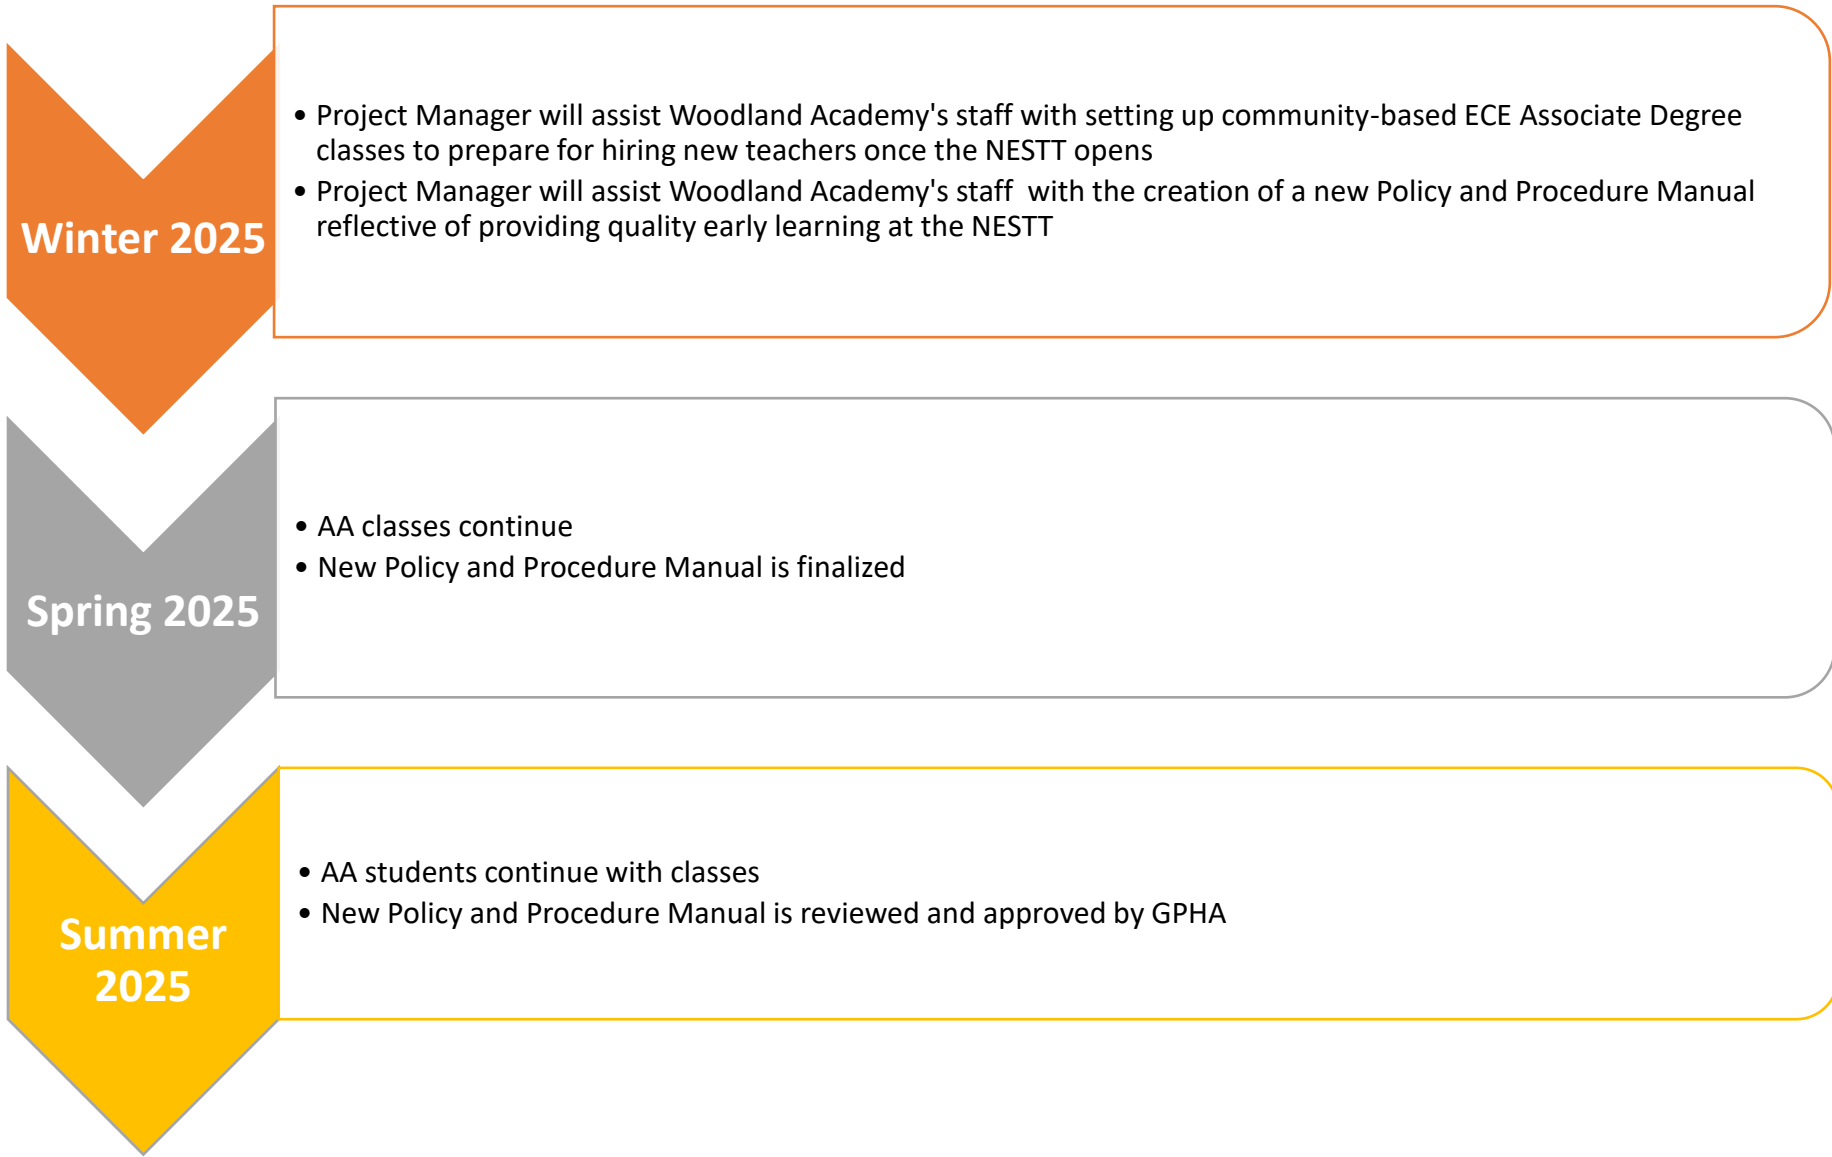 Winter 2025
• Project Manager will assist Woodland Academy's staff with setting up community-based ECE Associate Degree
classes to prepare for hiring new teachers once the NESTT opens
• Project Manager will assist Woodland Academy's staff  with the creation of a new Policy and Procedure Manual
reflective of providing quality early learning at the NESTT
Spring 2025
• AA classes continue
• New Policy and Procedure Manual is finalized
Summer
2025
• AA students continue with classes
• New Policy and Procedure Manual is reviewed and approved by GPHA